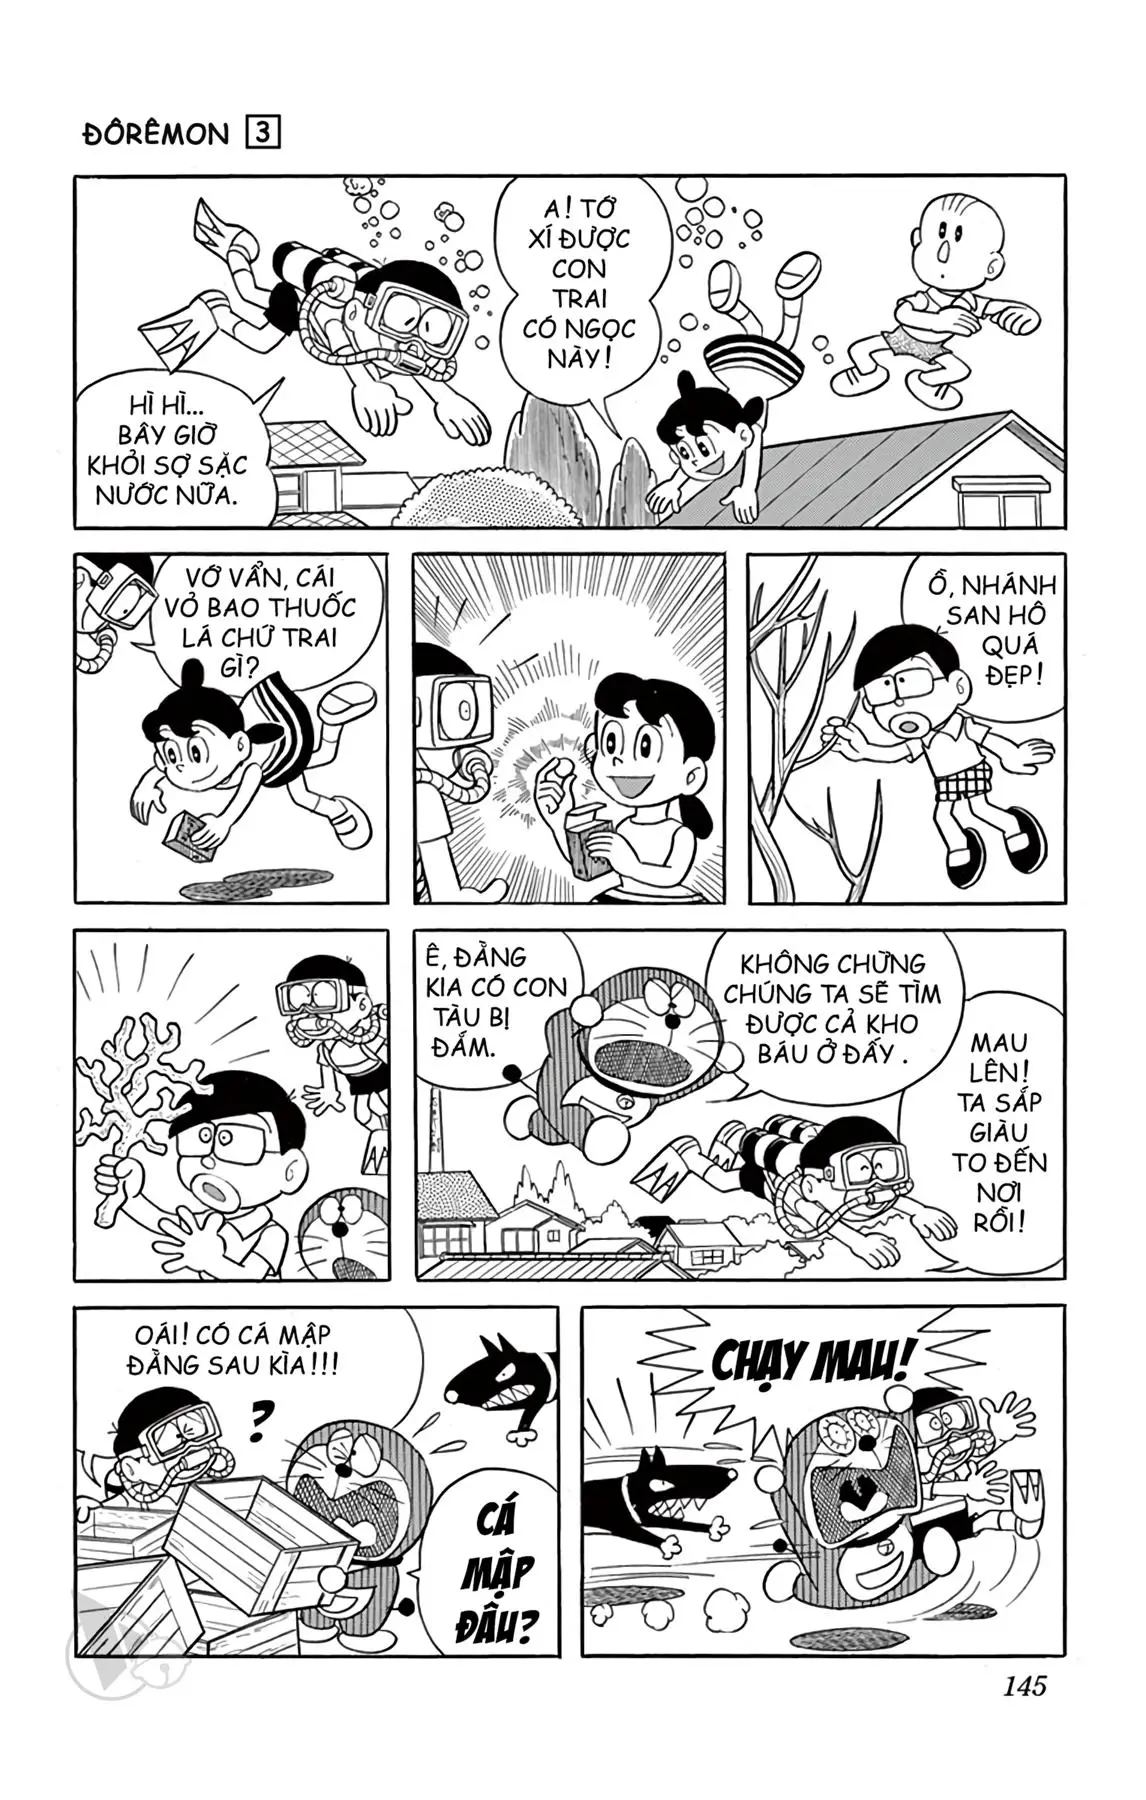 ĐÔRÊMON 3
HÌ HÌ...
BÂY GIỜ
KHỎI SỢ SẶC
NƯỚC NỮA.
A! TỚ
XÍ ĐƯỢC
CON
TRAI
CÓ NGỌC
NÀY!
VỚ VẨN, CÁI
VỎ BAO THUỐC
LÁ CHỨ TRAI
GÌ?
Ồ, NHÁNH
SAN HÔ
QUÁ
ĐẸP!
Ê, ĐẰNG
KIA CÓ CON
TÀU BỊ
ĐẮM.
KHÔNG CHỪNG
CHÚNG TA SẼ TÌM
ĐƯỢC CẢ KHO
BÁU Ở ĐẤY.
MAU
LÊN!
TA SẮP
GIÀU
TO ĐẾN
NƠI
RỒI!
OÁI! CÓ CÁ MẬP
ĐẰNG SAU KÌA!!!
?
CÁ
MẬP
ĐÂU?
CHẠY MAU!
145